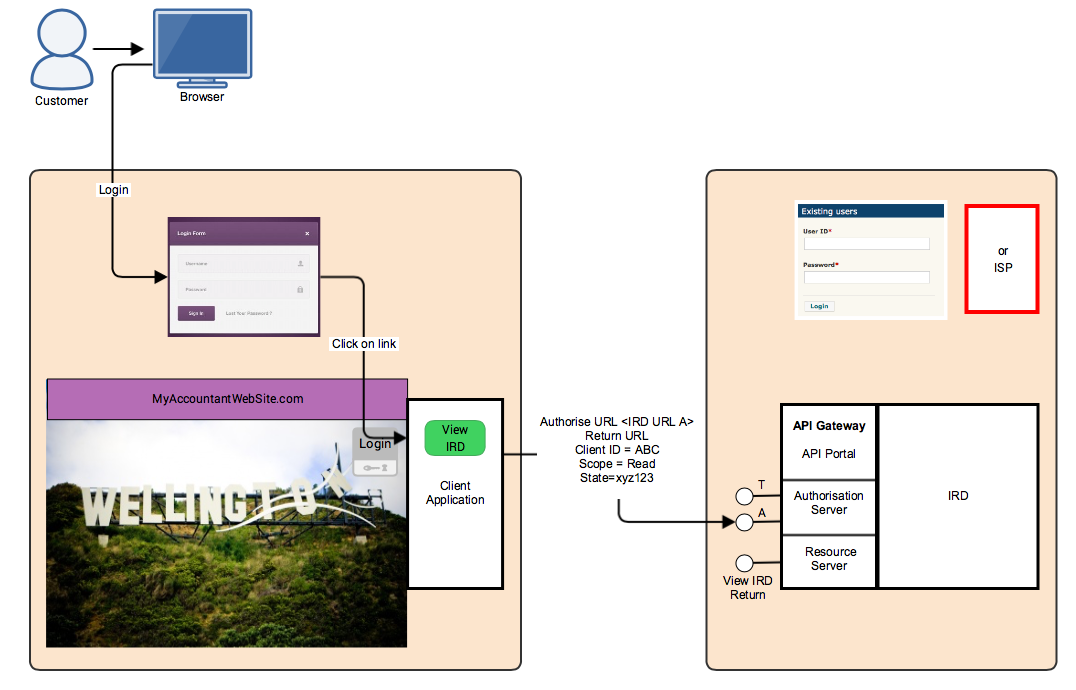 Customer
Browser
Login
Login Form
Username
Password
Sign In
Lost Your Password?
Click on link
MyAccountantWebSite.com
Login
WELLINGTON
View
IRD
Client
Application
Authorise URL <IRD URL A>
Return URL
Client ID = ABC
Scope = Read
State=xyz123
Existing users
User ID*
Password*
Login
or
ISP
API Gateway
API Portal
T
Authorisation
Server
A
Resource
Server
View IRD
Return
IRD